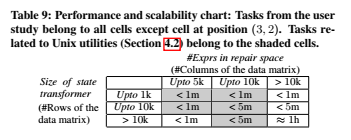 Table 9: Performance and scalability chart: Tasks from the user
study belong to all cells except cell at position (3, 2). Tasks re-
lated to Unix utilities (Section 4.2) belong to the shaded cells.
#Exprs in repair space
(#Columns of the data matrix)
Size of state Upto 5k Upto 10k > 10k
transformer Upto 1k < 1m < 1m < 1m
(#Rows of the Upto 10k < 1m < 5m < 5m
data matrix) > 10k < 1m < 5m ≈ 1h